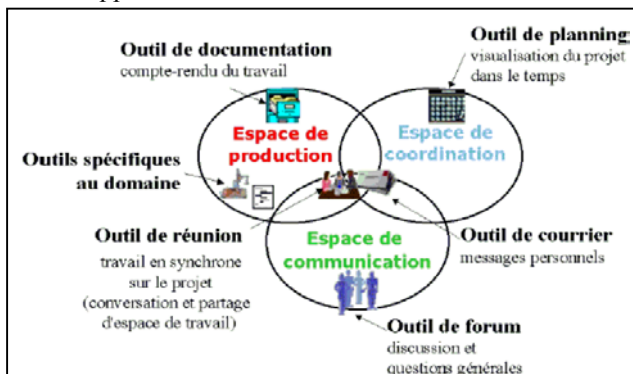 Outil de documentation
compte-rendu du travail
Outil de planning
visualisation du projet
dans le temps
Espace de
production
Espace de
coordination
Outils spécifiques
au domaine
Outil de réunion
travail en synchrone
sur le projet
(conversation et partage
d'espace de travail)
Espace de
communication
Outil de courrier
messages personnels
Outil de forum
discussion et
questions générales